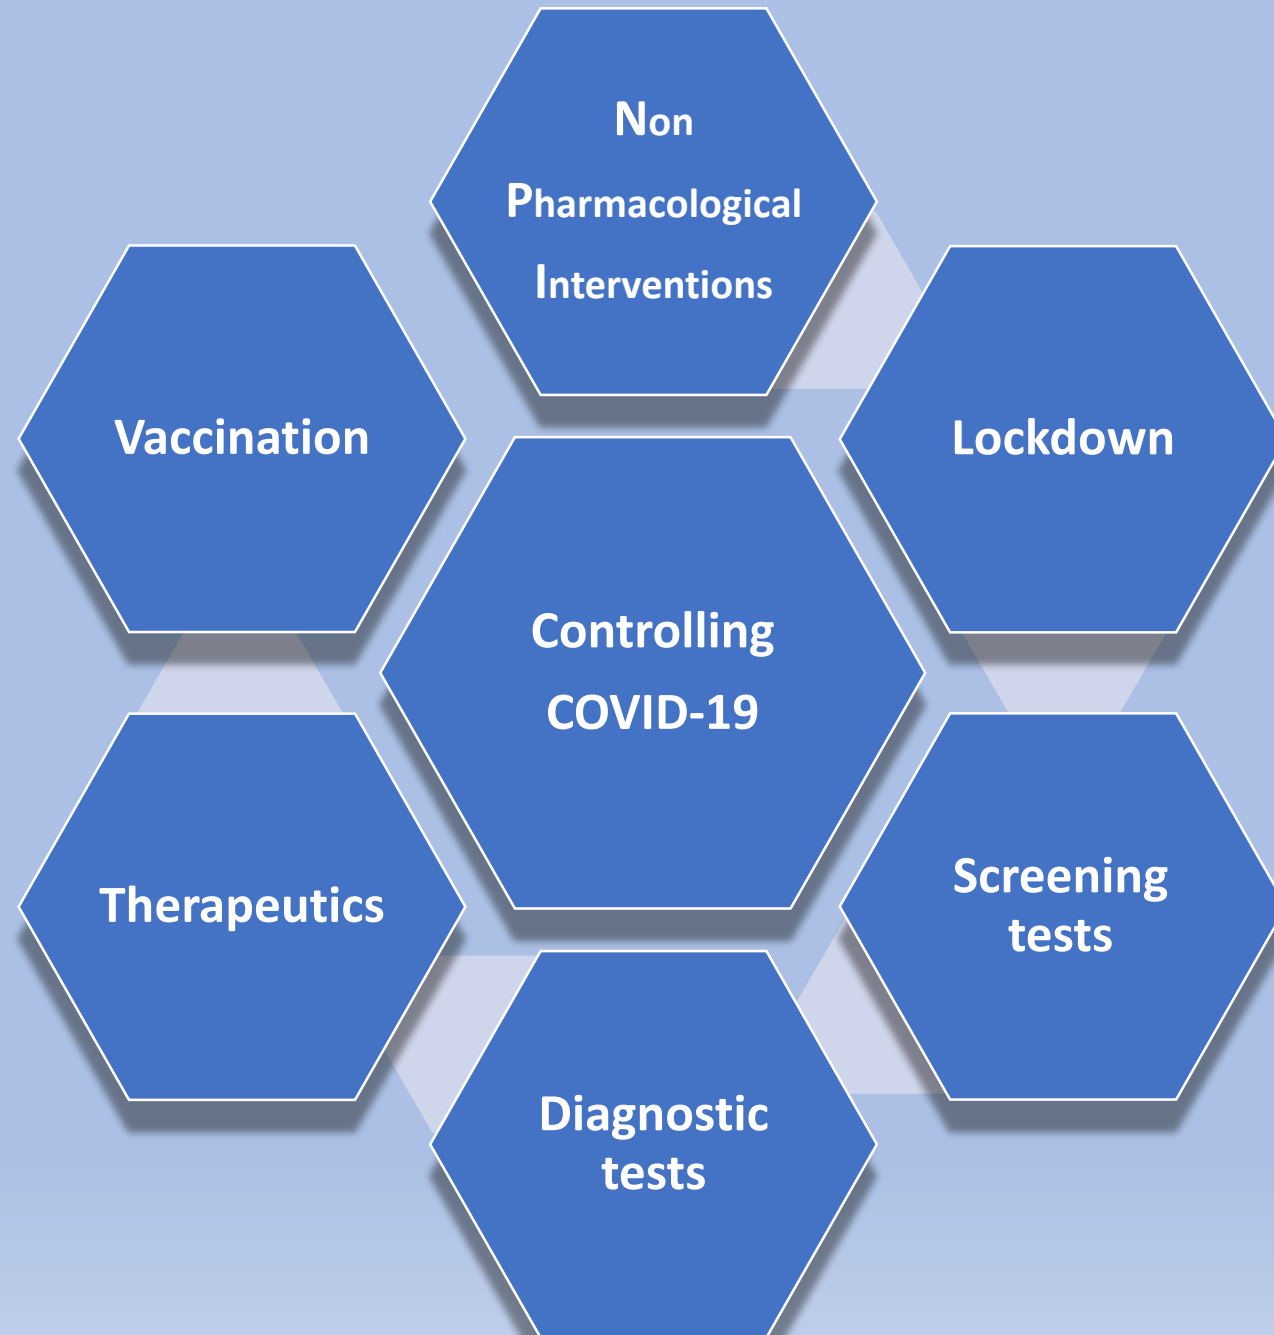 Non
Pharmacological
Interventions
Vaccination
Lockdown
Controlling
COVID-19
Therapeutics
Screening
tests
Diagnostic
tests